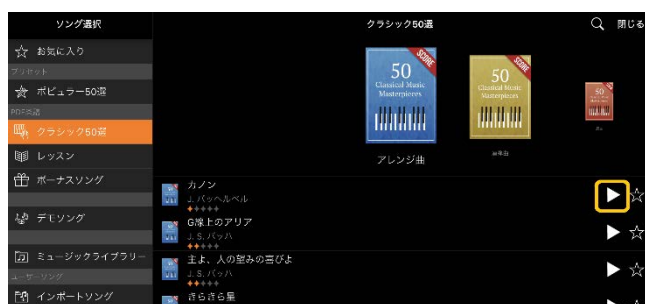 ソング選択
クラシック50選
閉じる
お気に入り
プリセット
ポピュラー50選
PDF楽譜
クラシック50選
レッスン
ボーナスソング
デモソング
ミュージックライブラリー
ユーザーソング
インポートソング
SCORE
50
Classical Music
Masterpieces
アレンジ曲
SCORE
50
Classical Music
Masterpieces
50
カノン
J. パッヘルベル
G線上のアリア
J. S. バッハ
主よ、人の望みの喜びよ
J. S. バッハ
きらきら星